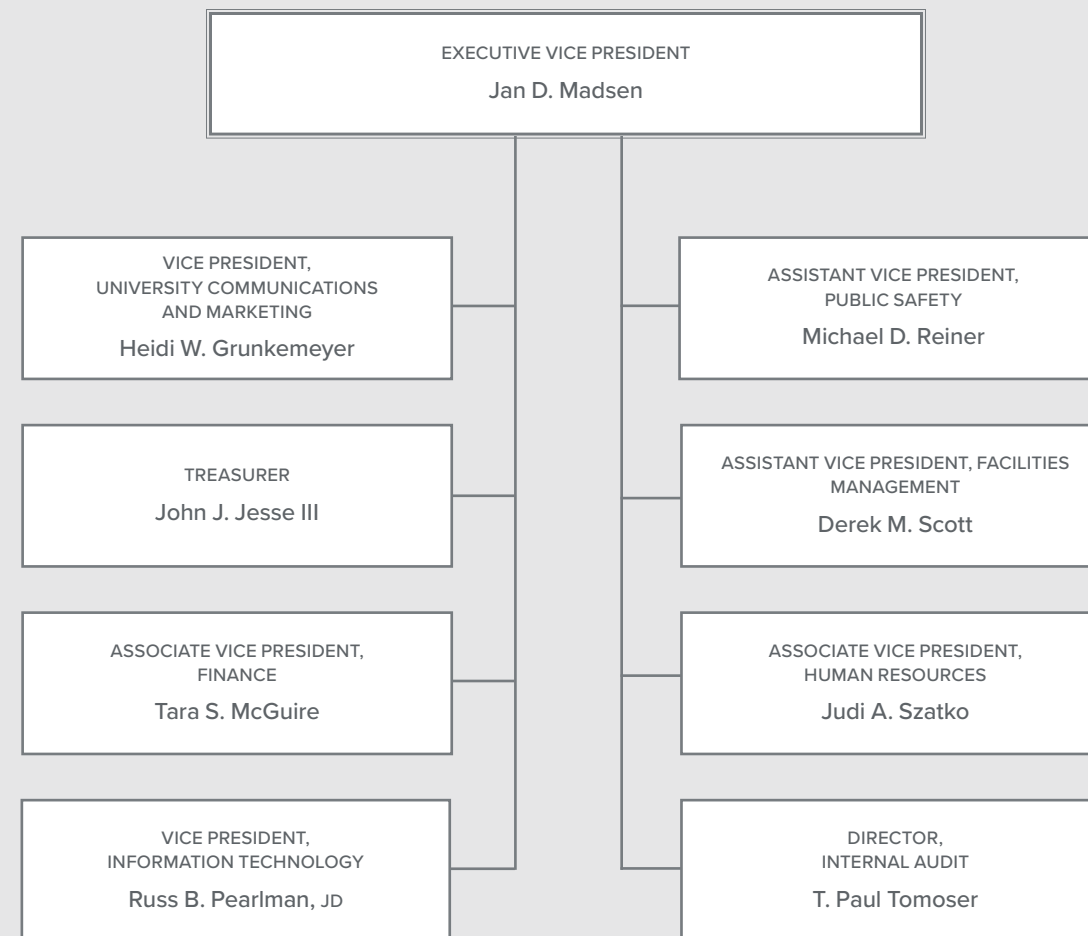 EXECUTIVE VICE PRESIDENT
Jan D. Madsen
VICE PRESIDENT,
UNIVERSITY COMMUNICATIONS
AND MARKETING
Heidi W. Grunkemeyer
ASSISTANT VICE PRESIDENT,
PUBLIC SAFETY
Michael D. Reiner
TREASURER
John J. Jesse III
ASSISTANT VICE PRESIDENT, FACILITIES
MANAGEMENT
Derek M. Scott
ASSOCIATE VICE PRESIDENT,
FINANCE
Tara S. McGuire
ASSOCIATE VICE PRESIDENT,
HUMAN RESOURCES
Judi A. Szatko
VICE PRESIDENT,
INFORMATION TECHNOLOGY
Russ B. Pearlman, JD
DIRECTOR,
INTERNAL AUDIT
T. Paul Tomoser